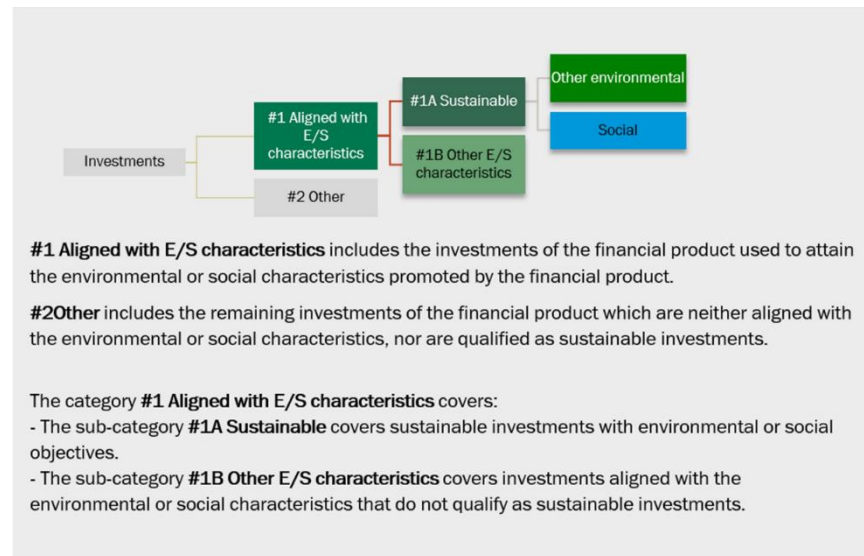 Other environmental
#1A Sustainable
#1 Aligned with
E/S
characteristics
Social
Investments
#1B Other E/S
characteristics
#2 Other
#1 Aligned with E/S characteristics includes the investments of the financial product used to attain
the environmental or social characteristics promoted by the financial product.
#2Other includes the remaining investments of the financial product which are neither aligned with
the environmental or social characteristics, nor are qualified as sustainable investments.
The category #1 Aligned with E/S characteristics covers:
- The sub-category #1A Sustainable covers sustainable investments with environmental or social
objectives.
- The sub-category #1B Other E/S characteristics covers investments aligned with the
environmental or social characteristics that do not qualify as sustainable investments.